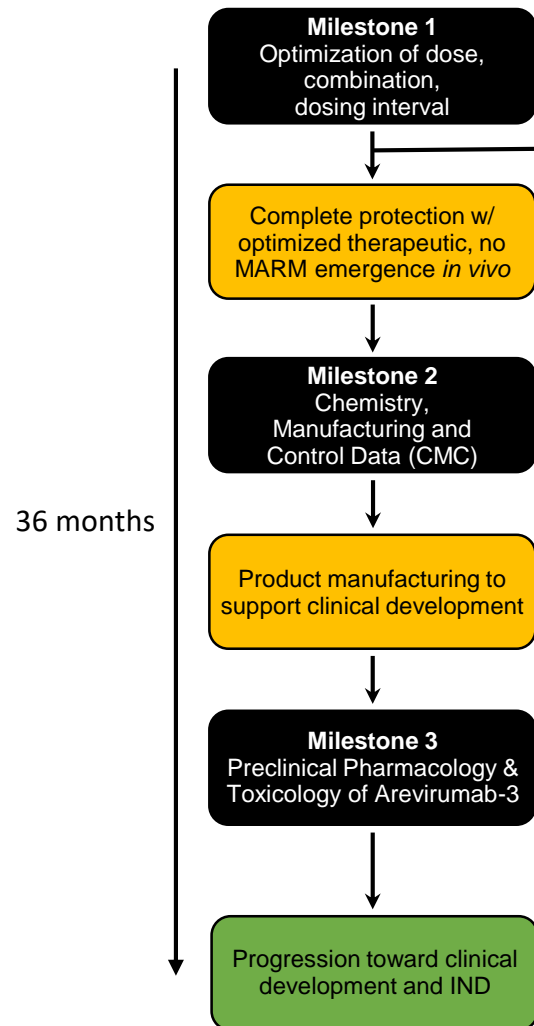 Milestone 1
Optimization of dose,
combination,
dosing interval
Complete protection w/
optimized therapeutic, no
MARM emergence in vivo
Milestone 2
Chemistry,
Manufacturing and
Control Data (CMC)
36 months
Product manufacturing to
support clinical development
Milestone 3
Preclinical Pharmacology &
Toxicology of Arevirumab-3
Progression toward clinical
development and IND